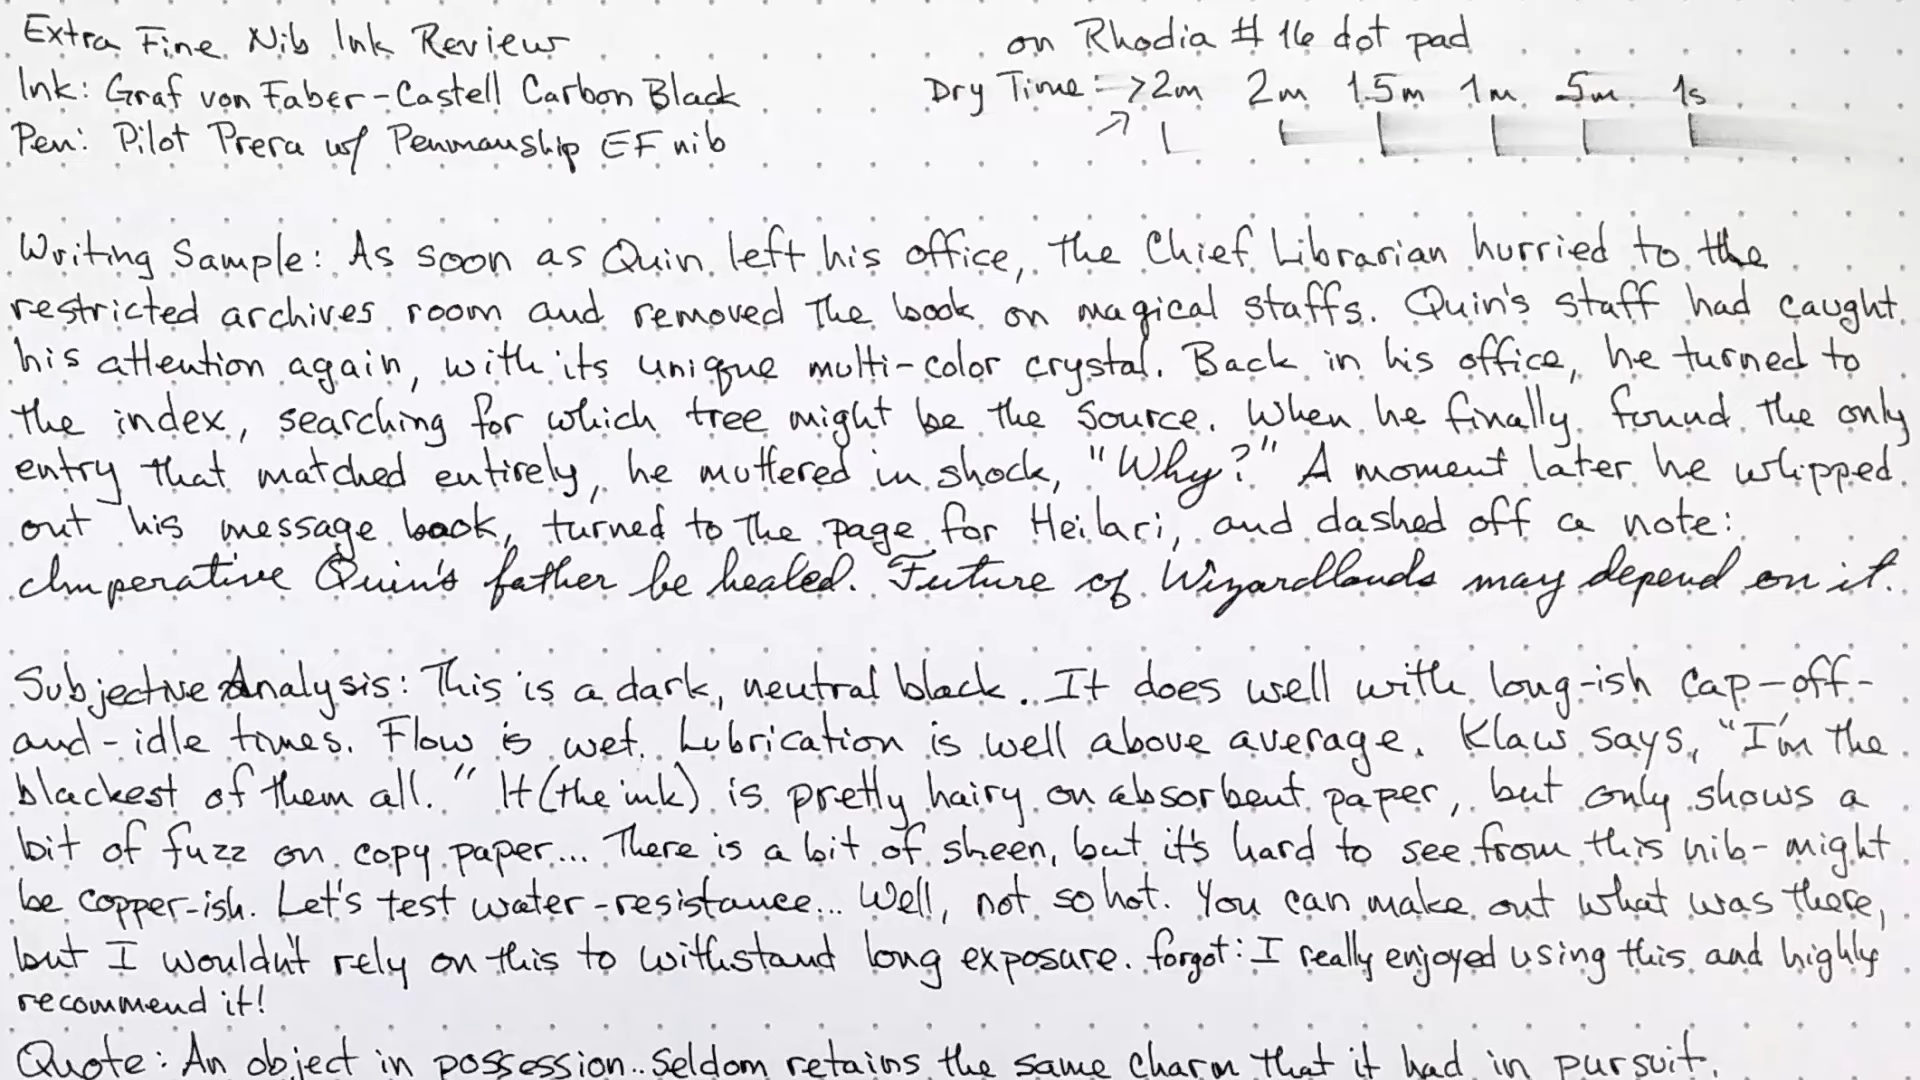 Extra Fine Nib Ink Review
on Rhodia #16 dot pad
Ink: Graf von Faber-Castell Carbon Black
Dry Time: >2m 2m 1.5m 1m .5m 1s
Pen: Pilot Prera w/ Penmanship EF nib
Writing Sample: As soon as Quin left his office, the Chief Librarian hurried to the
restricted archives room and removed the book on magical staffs. Quin's staff had caught
his attention again, with its unique multi-color crystal. Back in his office, he turned to
the index, searching for which tree might be the source. When he finally found the only
entry that matched entirely, he muttered in shock, "Why?" A moment later he whipped
out his message book, turned to the page for Heilari, and dashed off a note:
Imperative Quin's father be healed. Future of Wizardlands may depend on it.
Subjective Analysis: This is a dark, neutral black. It does well with long-ish cap-off-
and-idle times. Flow is wet. Lubrication is well above average. Klaus says, "I'm the
blackest of them all." It (the ink) is pretty hairy on absorbent paper, but only shows a
bit of fuzz on copy paper... There is a bit of sheen, but it's hard to see from this nib- might
be copper-ish. Let's test water-resistance... Well, not so hot. You can make out what was there,
but I wouldn't rely on this to withstand long exposure. forgot: I really enjoyed using this and highly
recommend it!
Quote: An object in possession.. seldom retains the same charm that it had in pursuit.